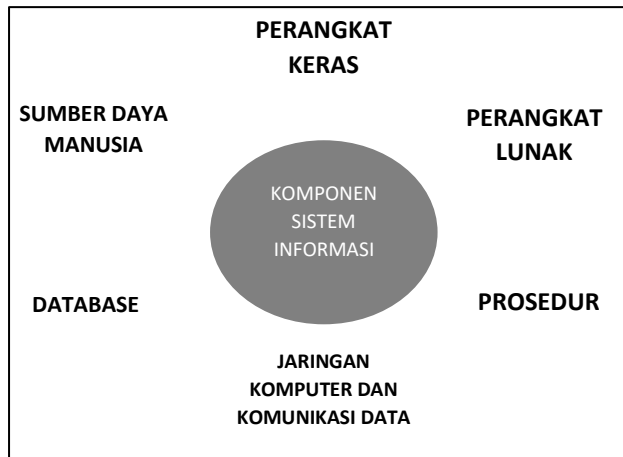 PERANGKAT
KERAS
SUMBER DAYA
MANUSIA
PERANGKAT
LUNAK
KOMPONEN
SISTEM
INFORMASI
DATABASE
PROSEDUR
JARINGAN
KOMPUTER DAN
KOMUNIKASI DATA